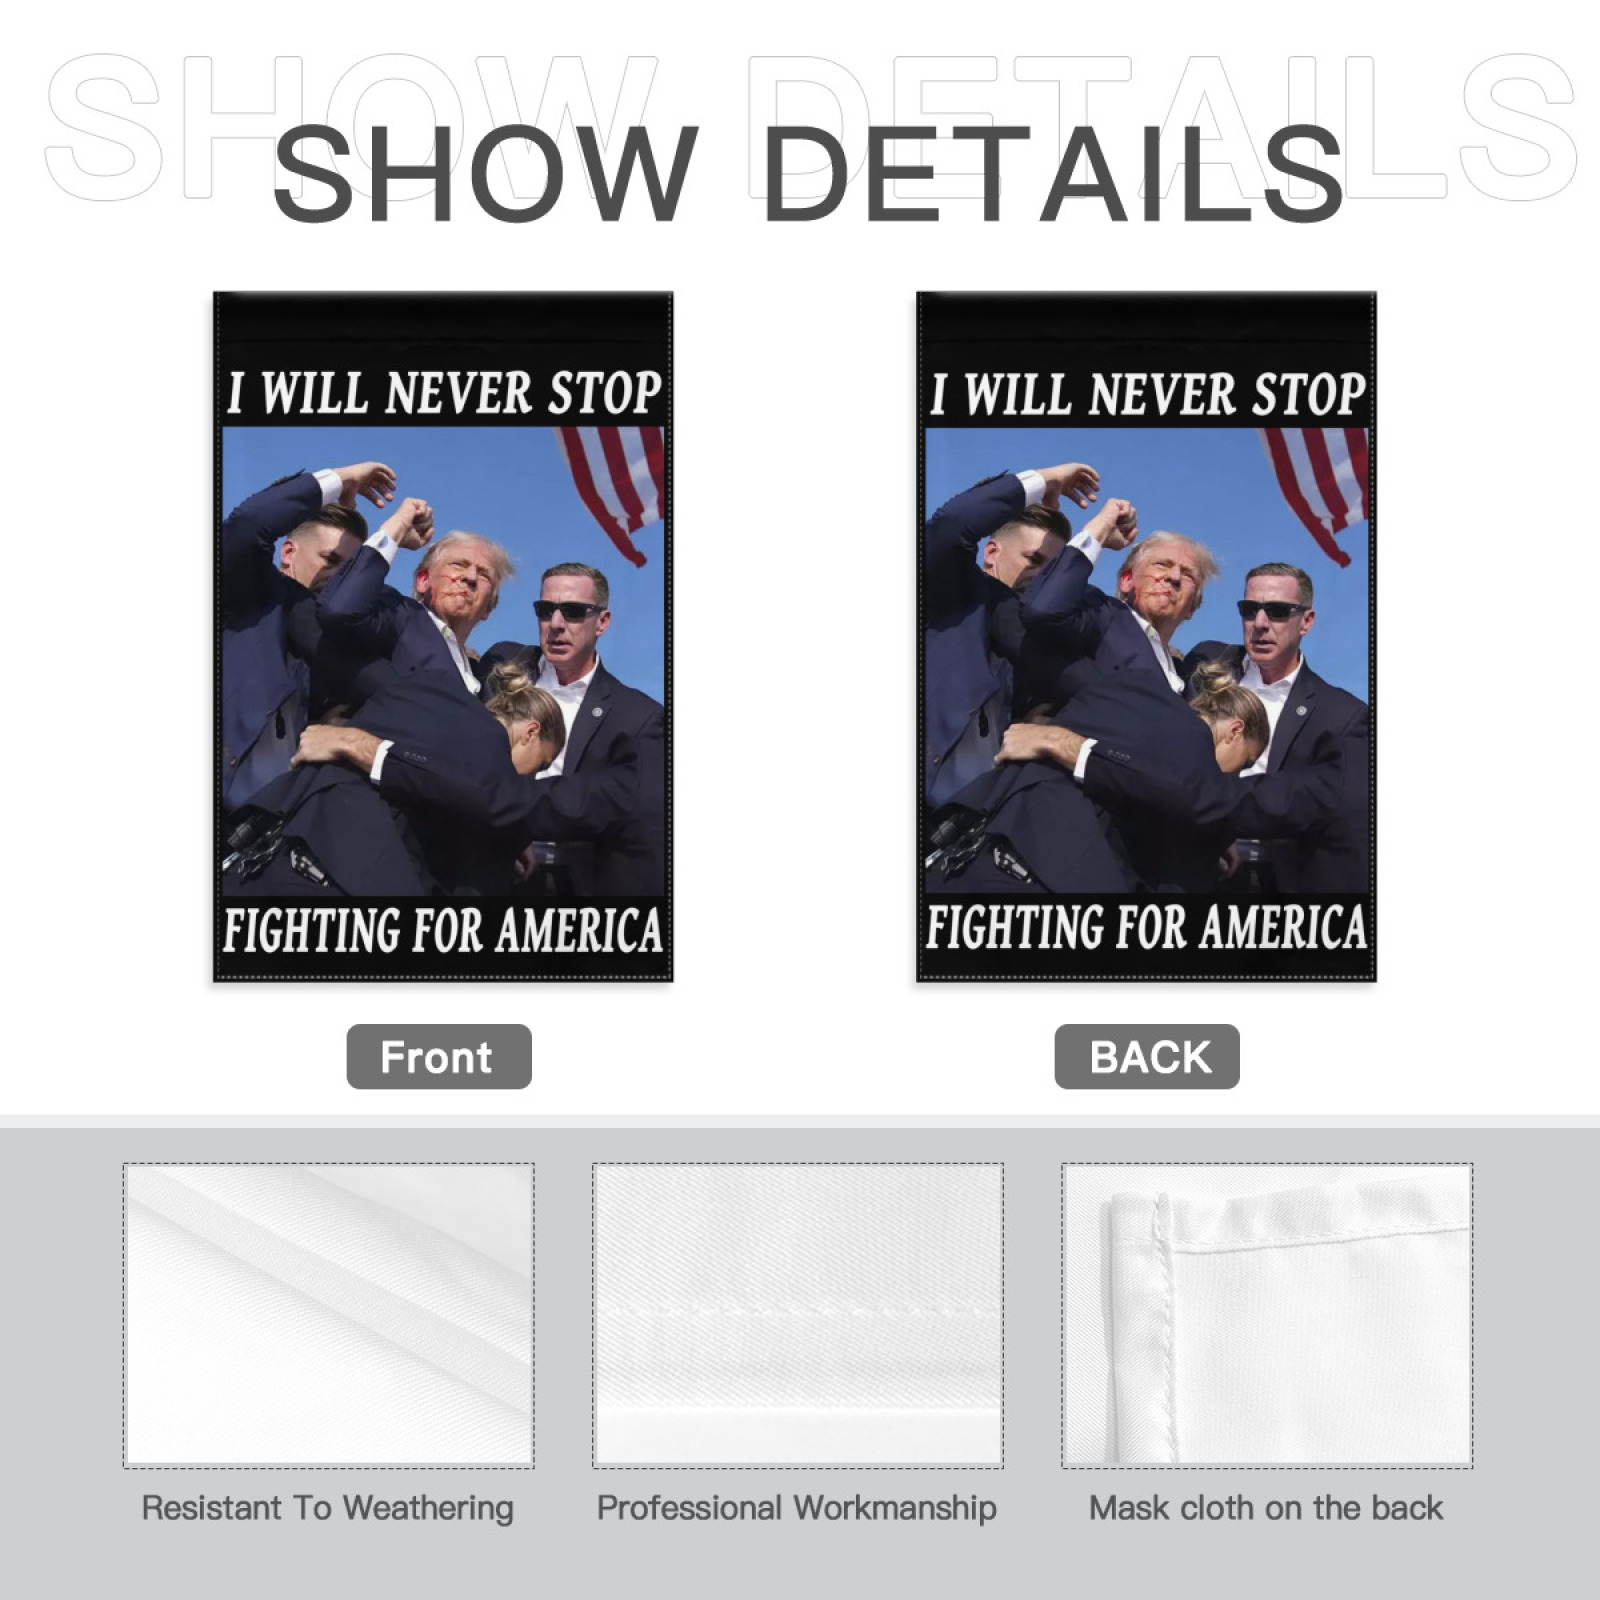 SHOW DETAILS
SHOW DETAILS
I WILL NEVER STOP
FIGHTING FOR AMERICA
I WILL NEVER STOP
FIGHTING FOR AMERICA
Front
BACK
Resistant To Weathering
Professional Workmanship
Mask cloth on the back